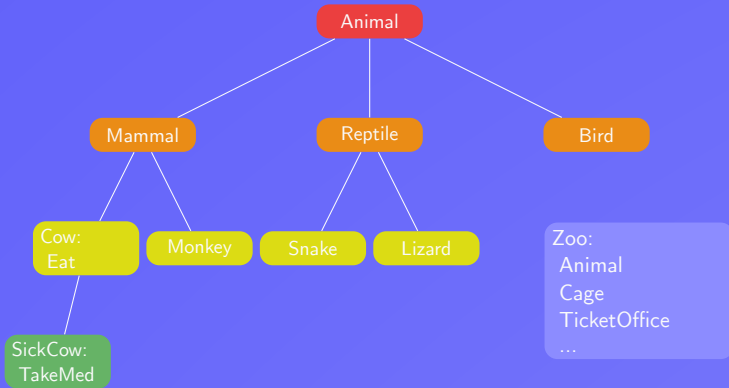 Animal
Mammal
Reptile
Bird
Cow:
Eat
Monkey
Snake
Lizard
Zoo:
Animal
Cage
TicketOffice
...
SickCow:
TakeMed